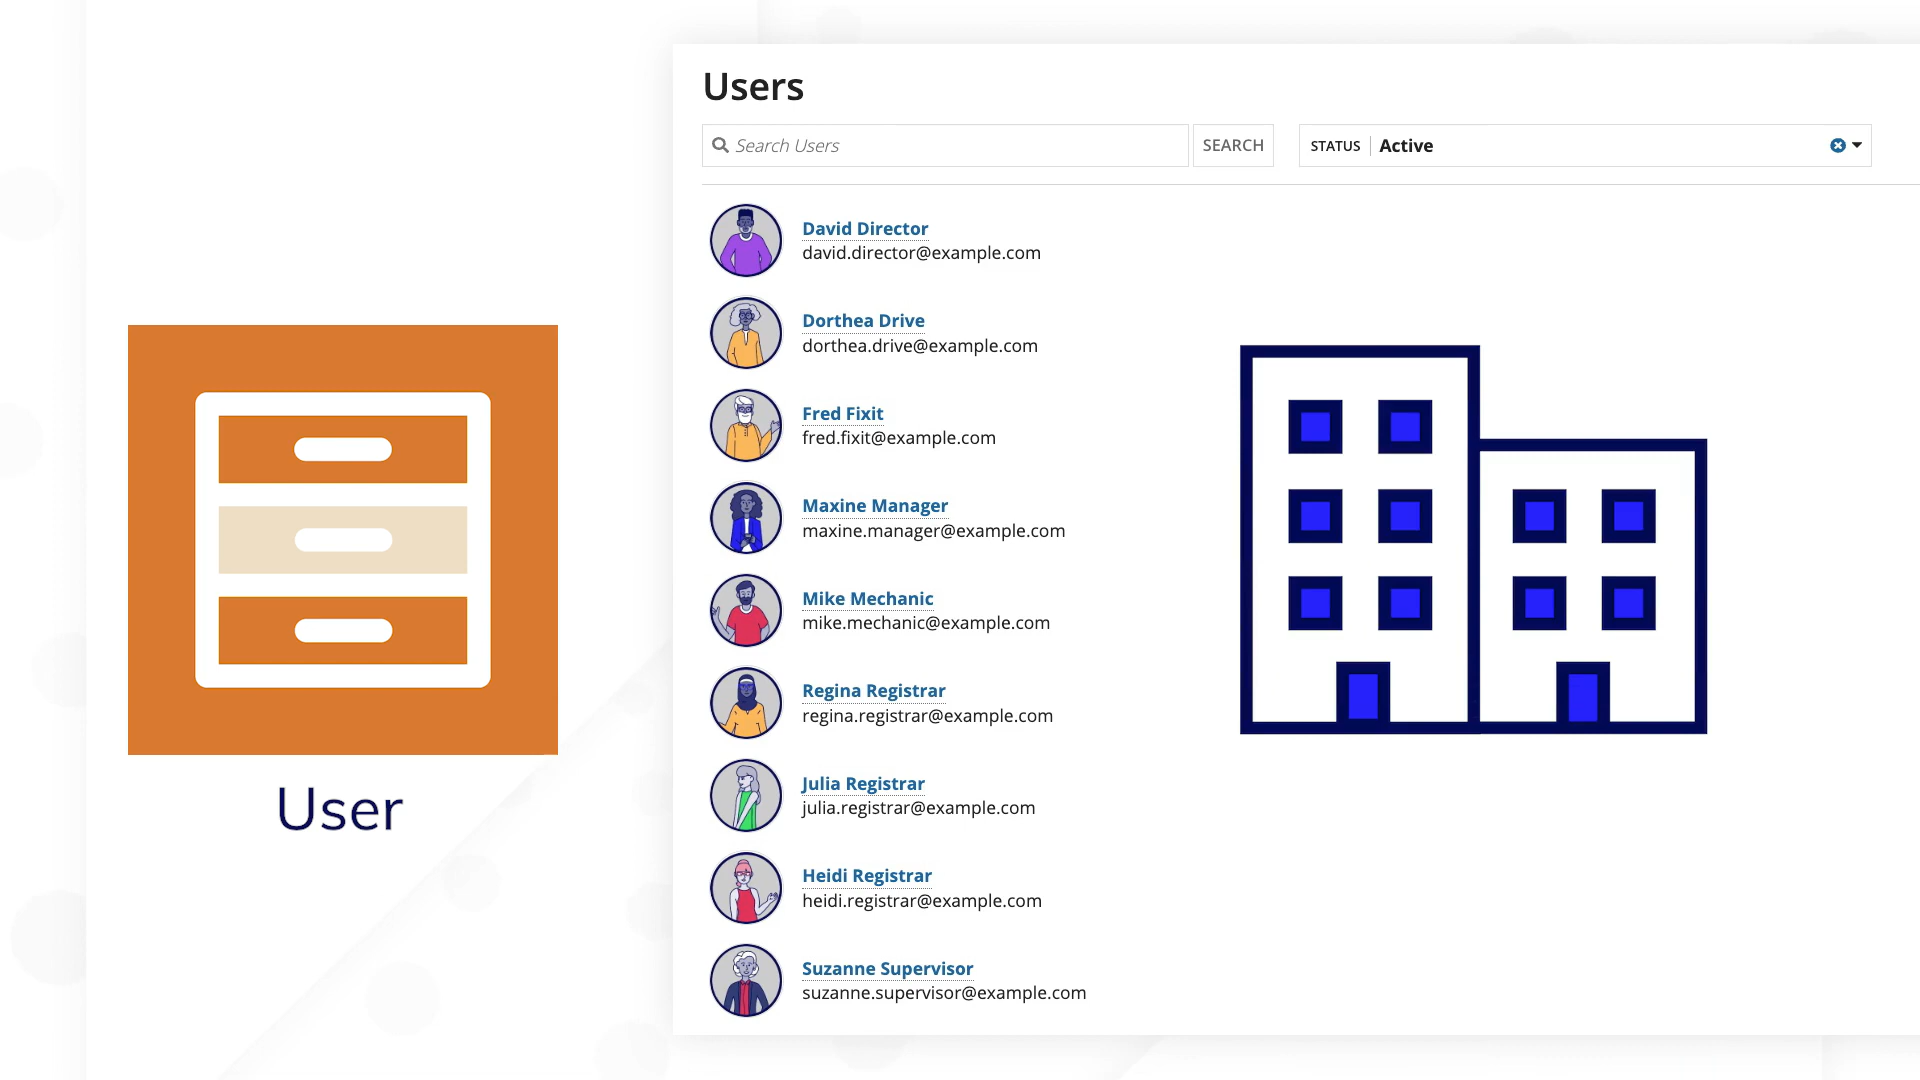 Users
Search Users
SEARCH
STATUS Active
David Director
david.director@example.com
Dorthea Drive
dorthea.drive@example.com
Fred Fixit
fred.fixit@example.com
Maxine Manager
maxine.manager@example.com
Mike Mechanic
mike.mechanic@example.com
Regina Registrar
regina.registrar@example.com
Julia Registrar
julia.registrar@example.com
Heidi Registrar
heidi.registrar@example.com
Suzanne Supervisor
suzanne.supervisor@example.com
User